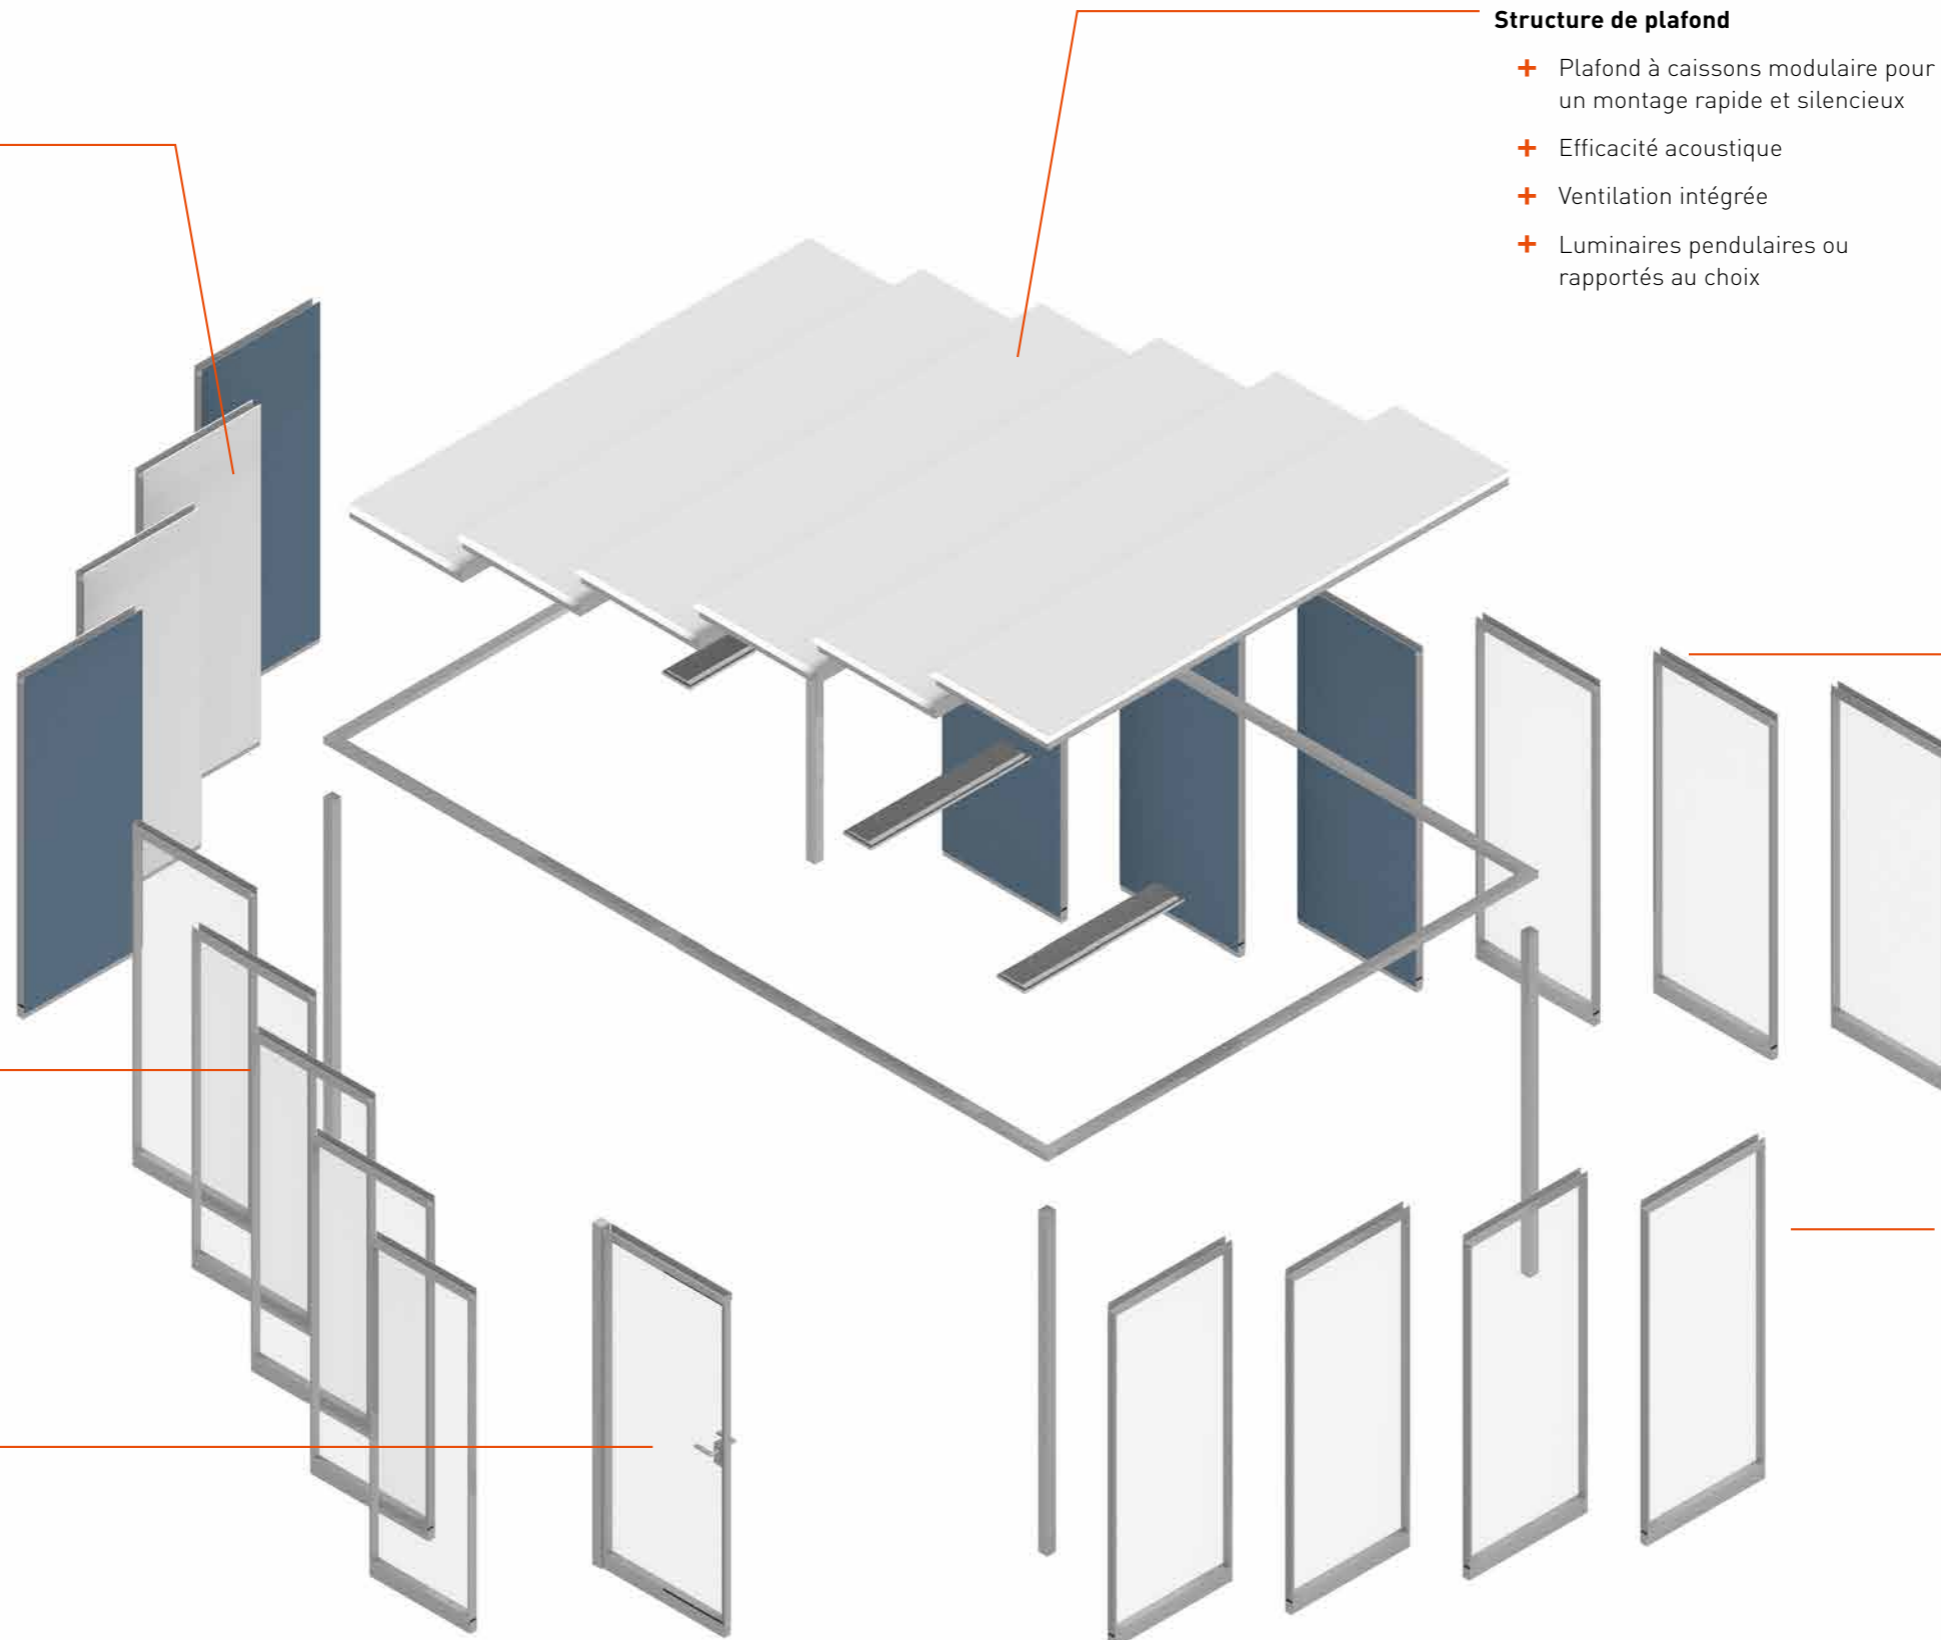 Structure de plafond
+ Plafond à caissons modulaire pour
un montage rapide et silencieux
+ Efficacité acoustique
+ Ventilation intégrée
+ Luminaires pendulaires ou
rapportés au choix